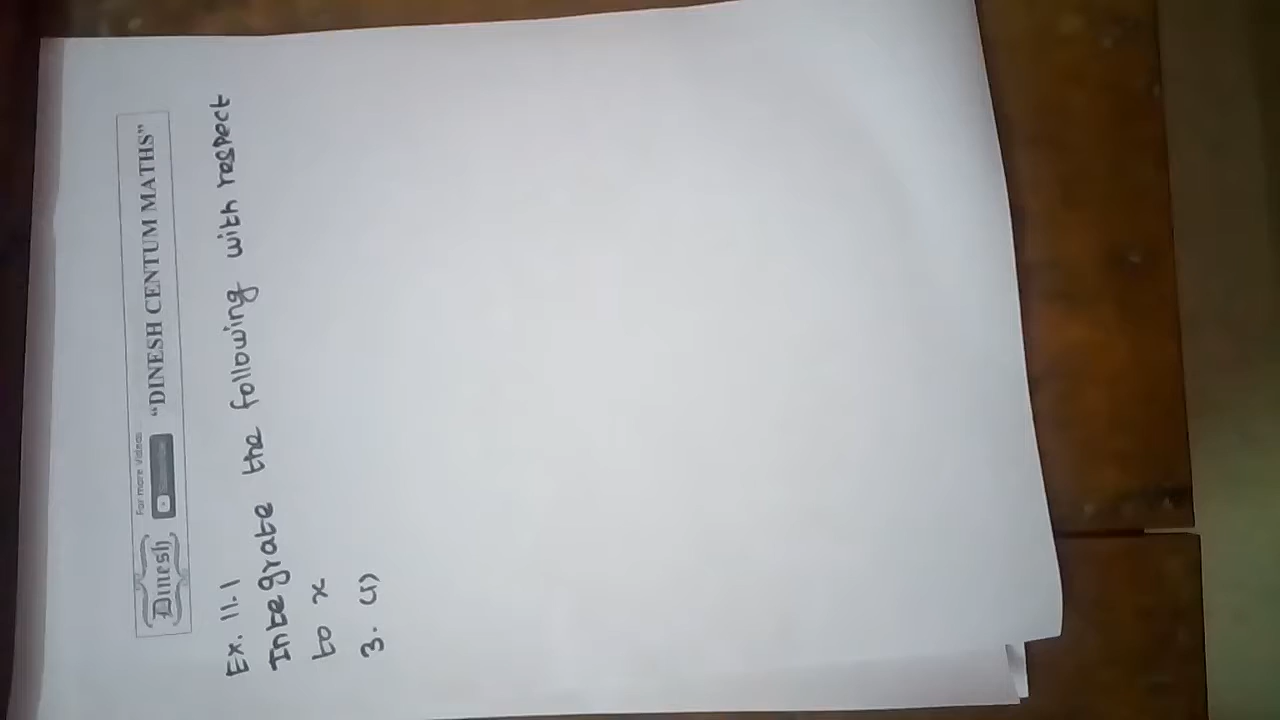 For more Videos
Dinesh "DINESH CENTUM MATHS"
Ex. 11.1
Integrate the following with respect
to x
3. (i)